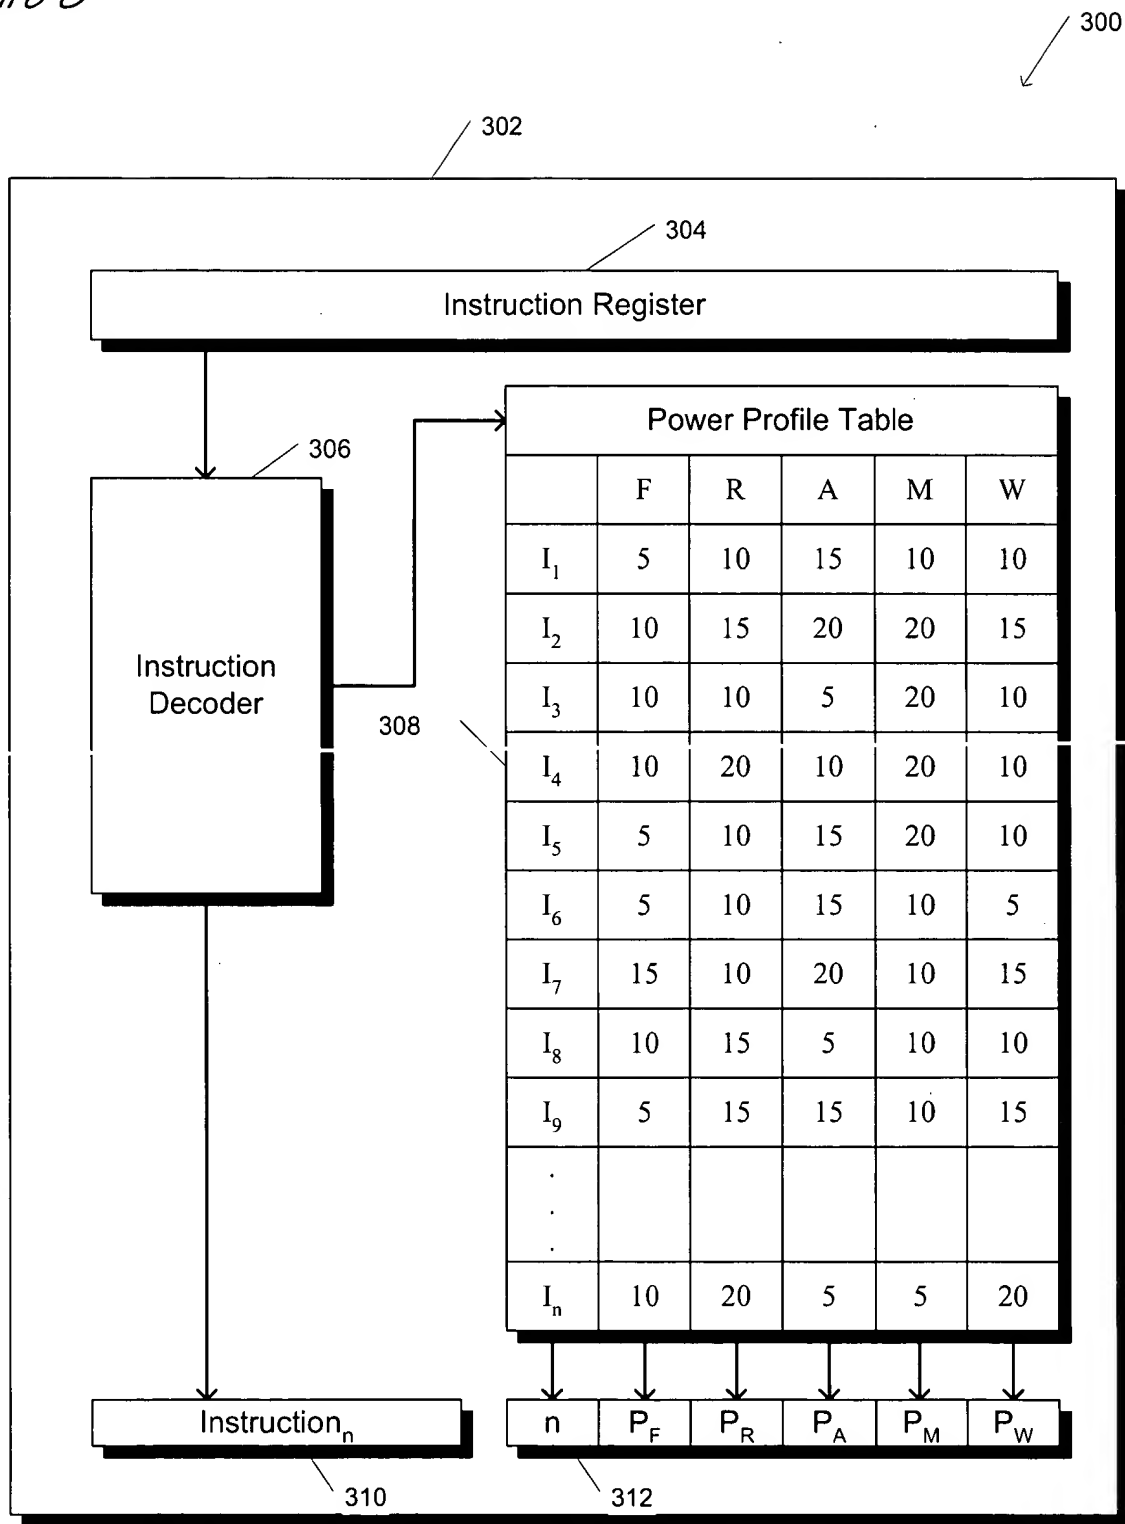 300
302
304
Instruction Register
Power Profile Table
306
F R A M W
I1 5 10 15 10 10
I2 10 15 20 20 15
Instruction
Decoder
I3 10 10 5 20 10
308
I4 10 20 10 20 10
I5 5 10 15 20 10
I6 5 10 15 10 5
I7 15 10 20 10 15
I8 10 15 5 10 10
I9 5 15 15 10 15
.
.
.
In 10 20 5 5 20
Instructionn
n PF PR PA PM PW
310
312